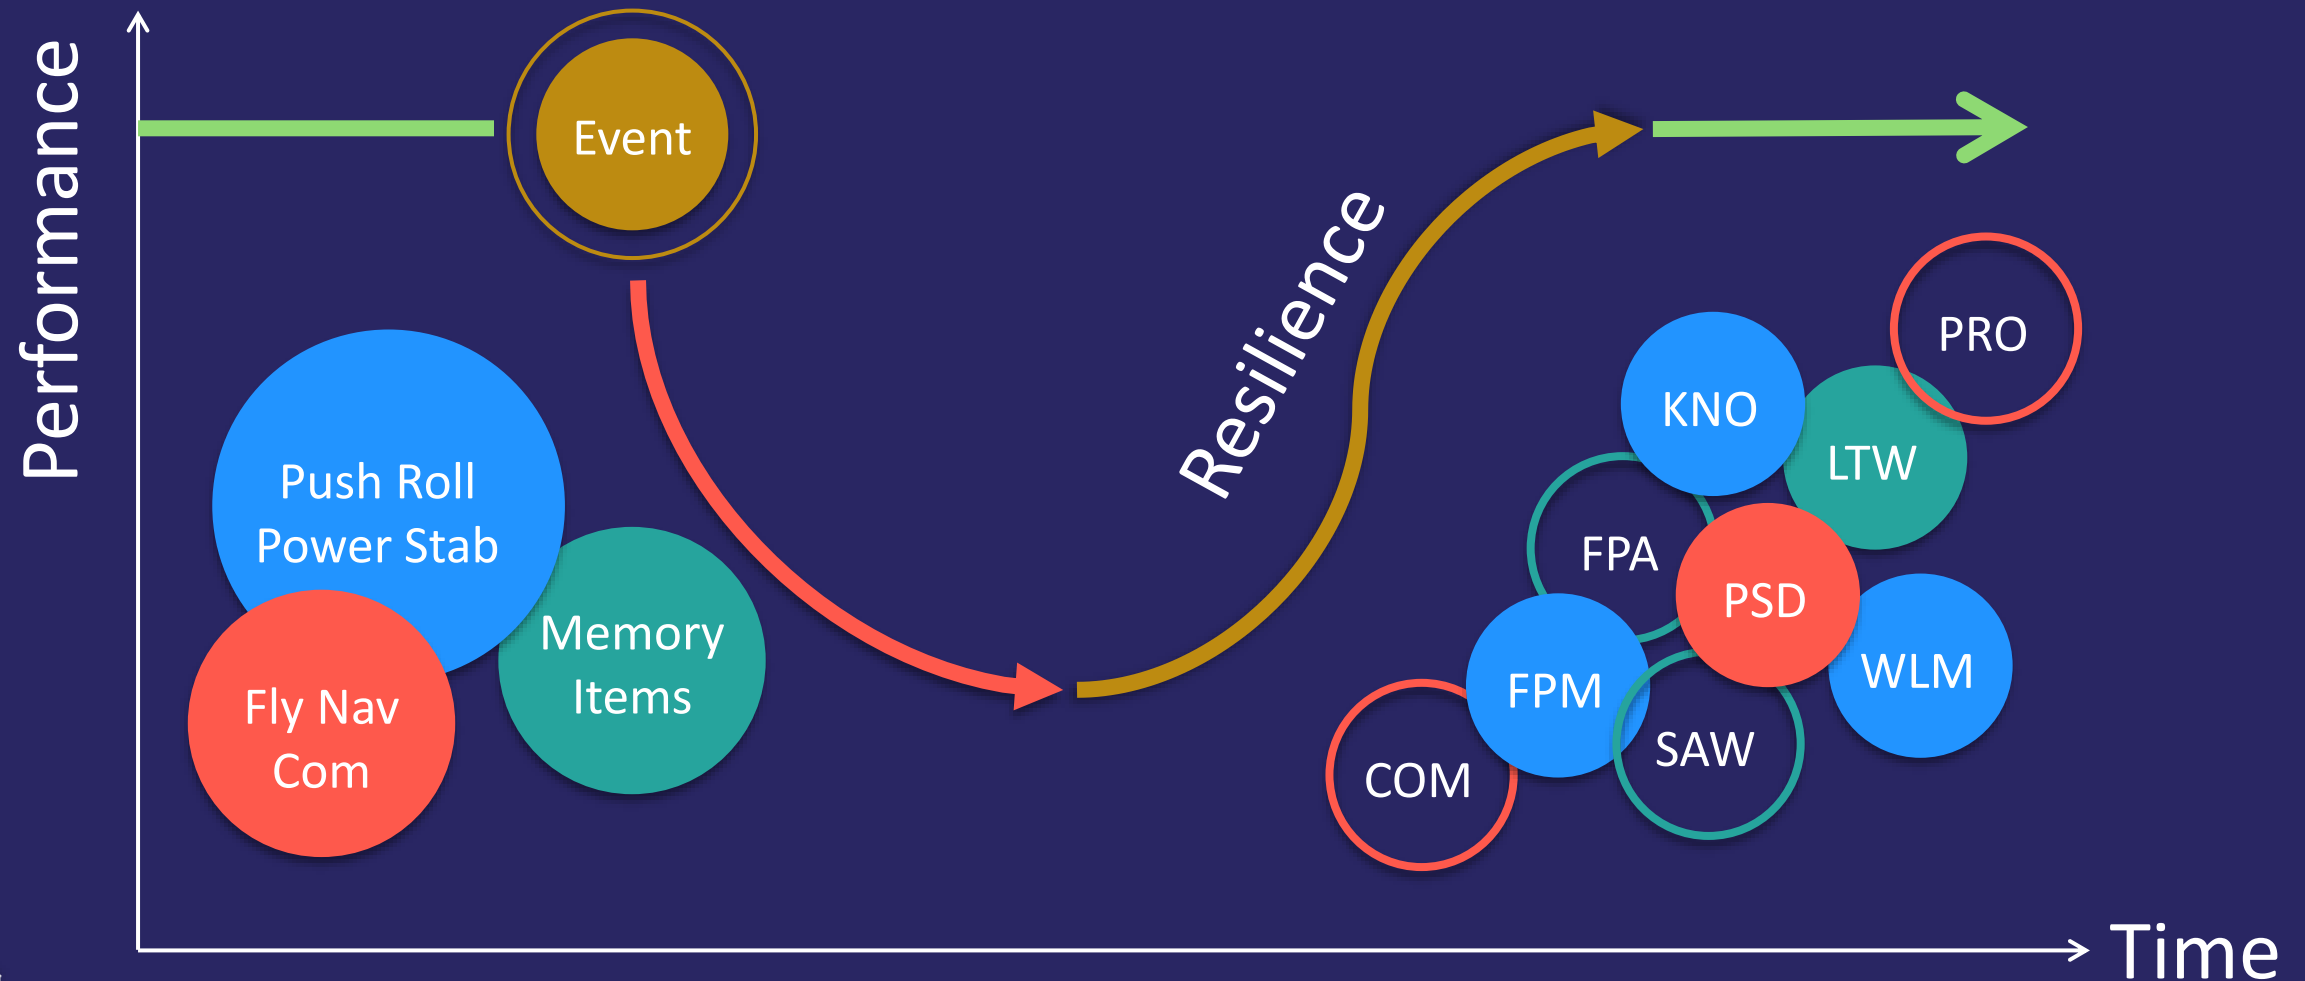 Performance
Event
Resilience
Push Roll
Power Stab
Memory
Items
Fly Nav
Com
PRO
KNO
LTW
FPA
PSD
WLM
FPM
SAW
COM
Time